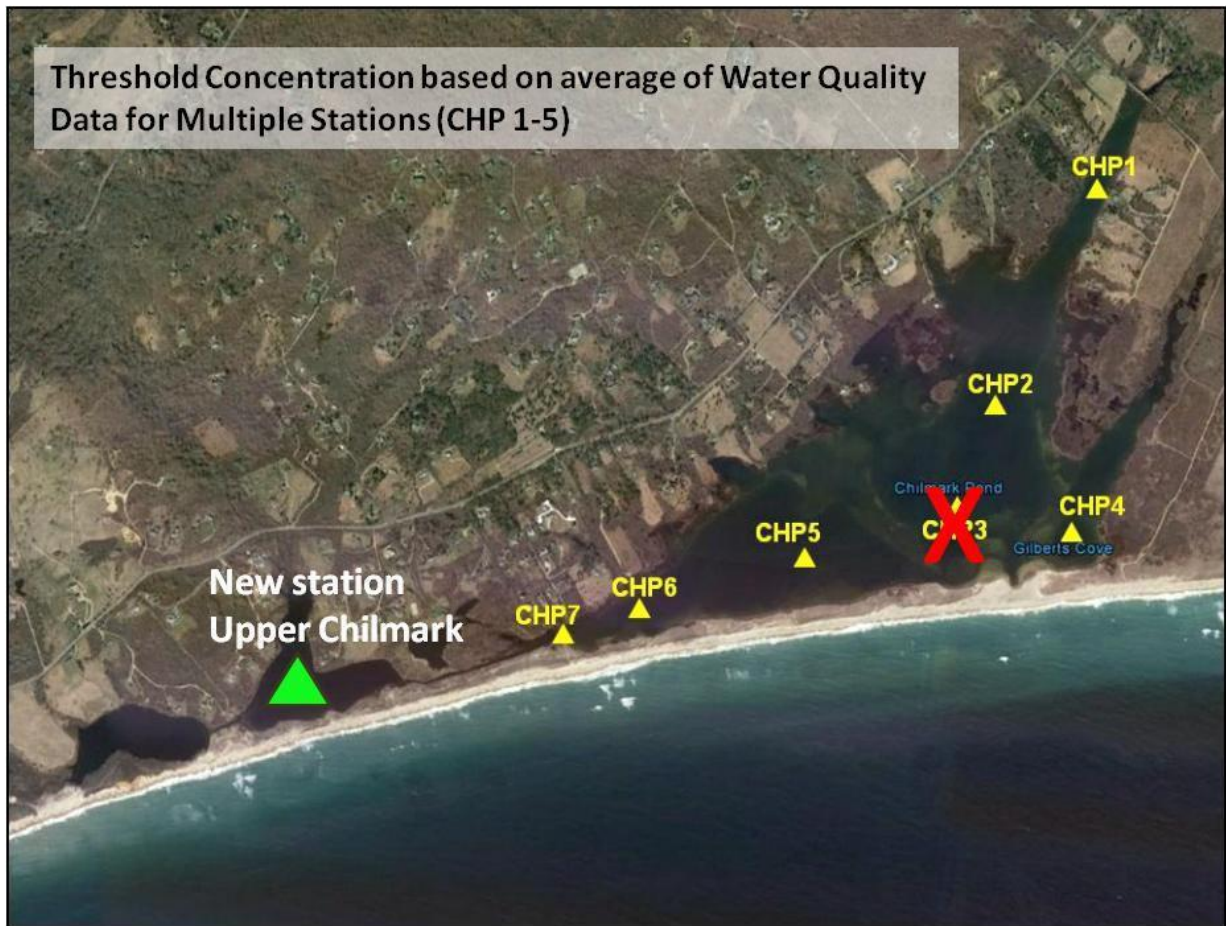 Threshold Concentration based on average of Water Quality
Data for Multiple Stations (CHP 1-5)
CHP1
CHP2
Chilmark Pond
CHP3
CHP4
Gilberts Cove
CHP5
CHP6
CHP7
New station
Upper Chilmark